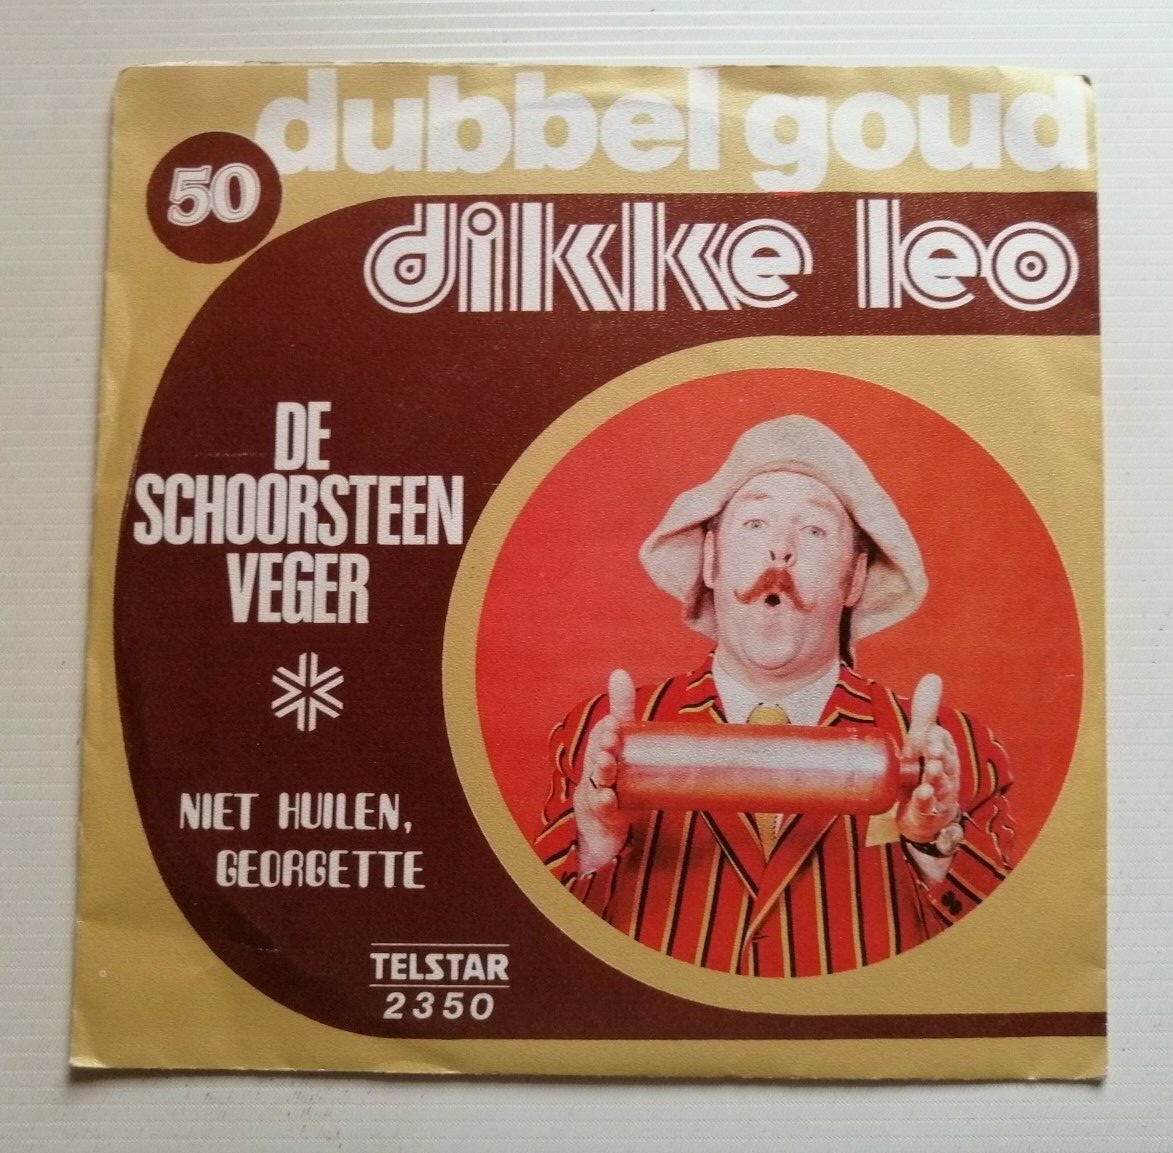 dubbel goud
50
dikke leo
DE
SCHOORSTEEN
VEGER
NIET HUILEN,
GEORGETTE
TELSTAR
2350